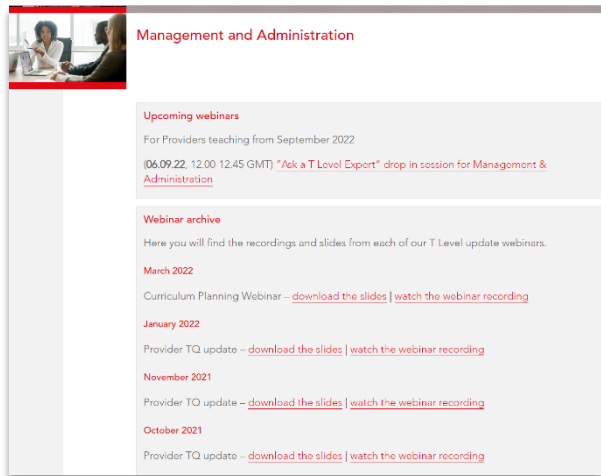 Management and Administration
Upcoming webinars
For Providers teaching from September 2022
(06.09.22, 12.00 12.45 GMT) "Ask a T Level Expert" drop in session for Management &
Administration
Webinar archive
Here you will find the recordings and slides from each of our T Level update webinars.
March 2022
Curriculum Planning Webinar – download the slides | watch the webinar recording
January 2022
Provider TQ update – download the slides | watch the webinar recording
November 2021
Provider TQ update – download the slides | watch the webinar recording
October 2021
Provider TQ update – download the slides | watch the webinar recording